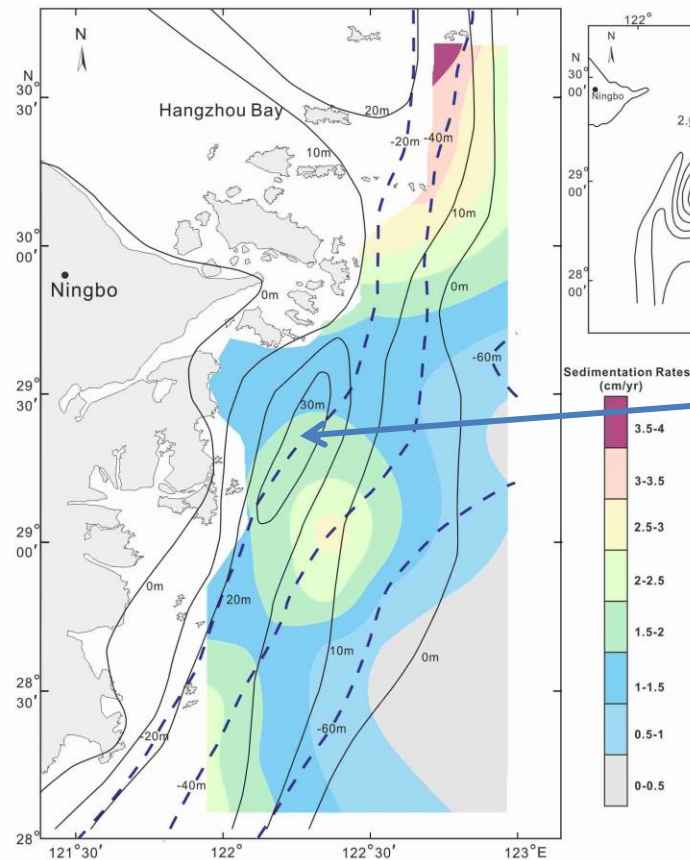 N
N
30°
30′
Hangzhou Bay
20m
-20m
-40m
10m
10m
30°
00′
0m
0m
Ningbo
-60m
29°
30′
30m
29°
00′
0m
20m
10m
0m
28°
30′
-20m
-60m
-40m
28°
00′
121°30′
122°00′
122°30′
123°E
122°
N
N
30°
00′
Ningbo
29°
00′
28°
00′
Sedimentation Rates
(cm/yr)
3.5-4
3-3.5
2.5-3
2-2.5
1.5-2
1-1.5
0.5-1
0-0.5